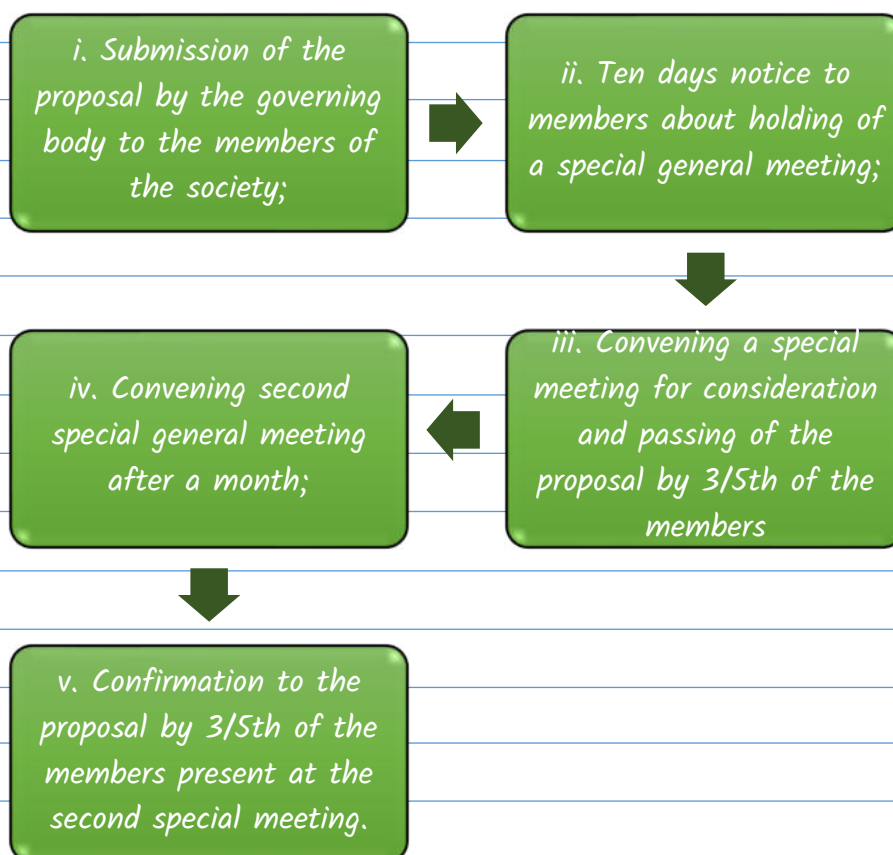 i. Submission of the
proposal by the governing
body to the members of
the society;
ii. Ten days notice to
members about holding of
a special general meeting;
iii. Convening a special
meeting for consideration
and passing of the
proposal by 3/5th of the
members
iv. Convening second
special general meeting
after a month;
v. Confirmation to the
proposal by 3/5th of the
members present at the
second special meeting.